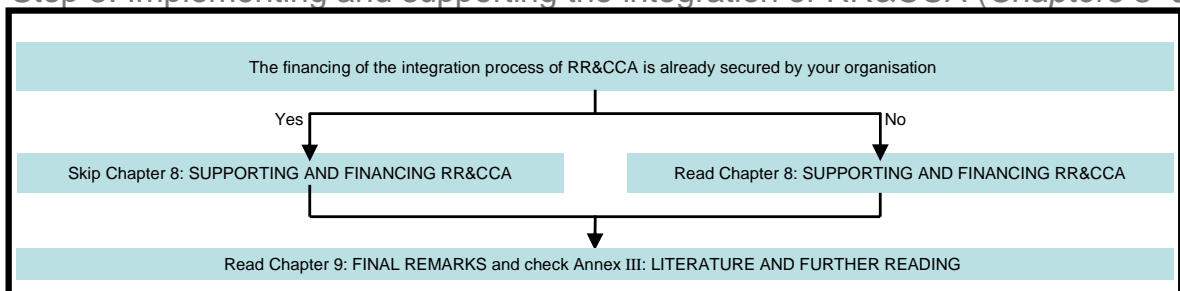 The financing of the integration process of RR&CCA is already secured by your organisation
Yes
No
Skip Chapter 8: SUPPORTING AND FINANCING RR&CCA
Read Chapter 8: SUPPORTING AND FINANCING RR&CCA
Read Chapter 9: FINAL REMARKS and check Annex III: LITERATURE AND FURTHER READING